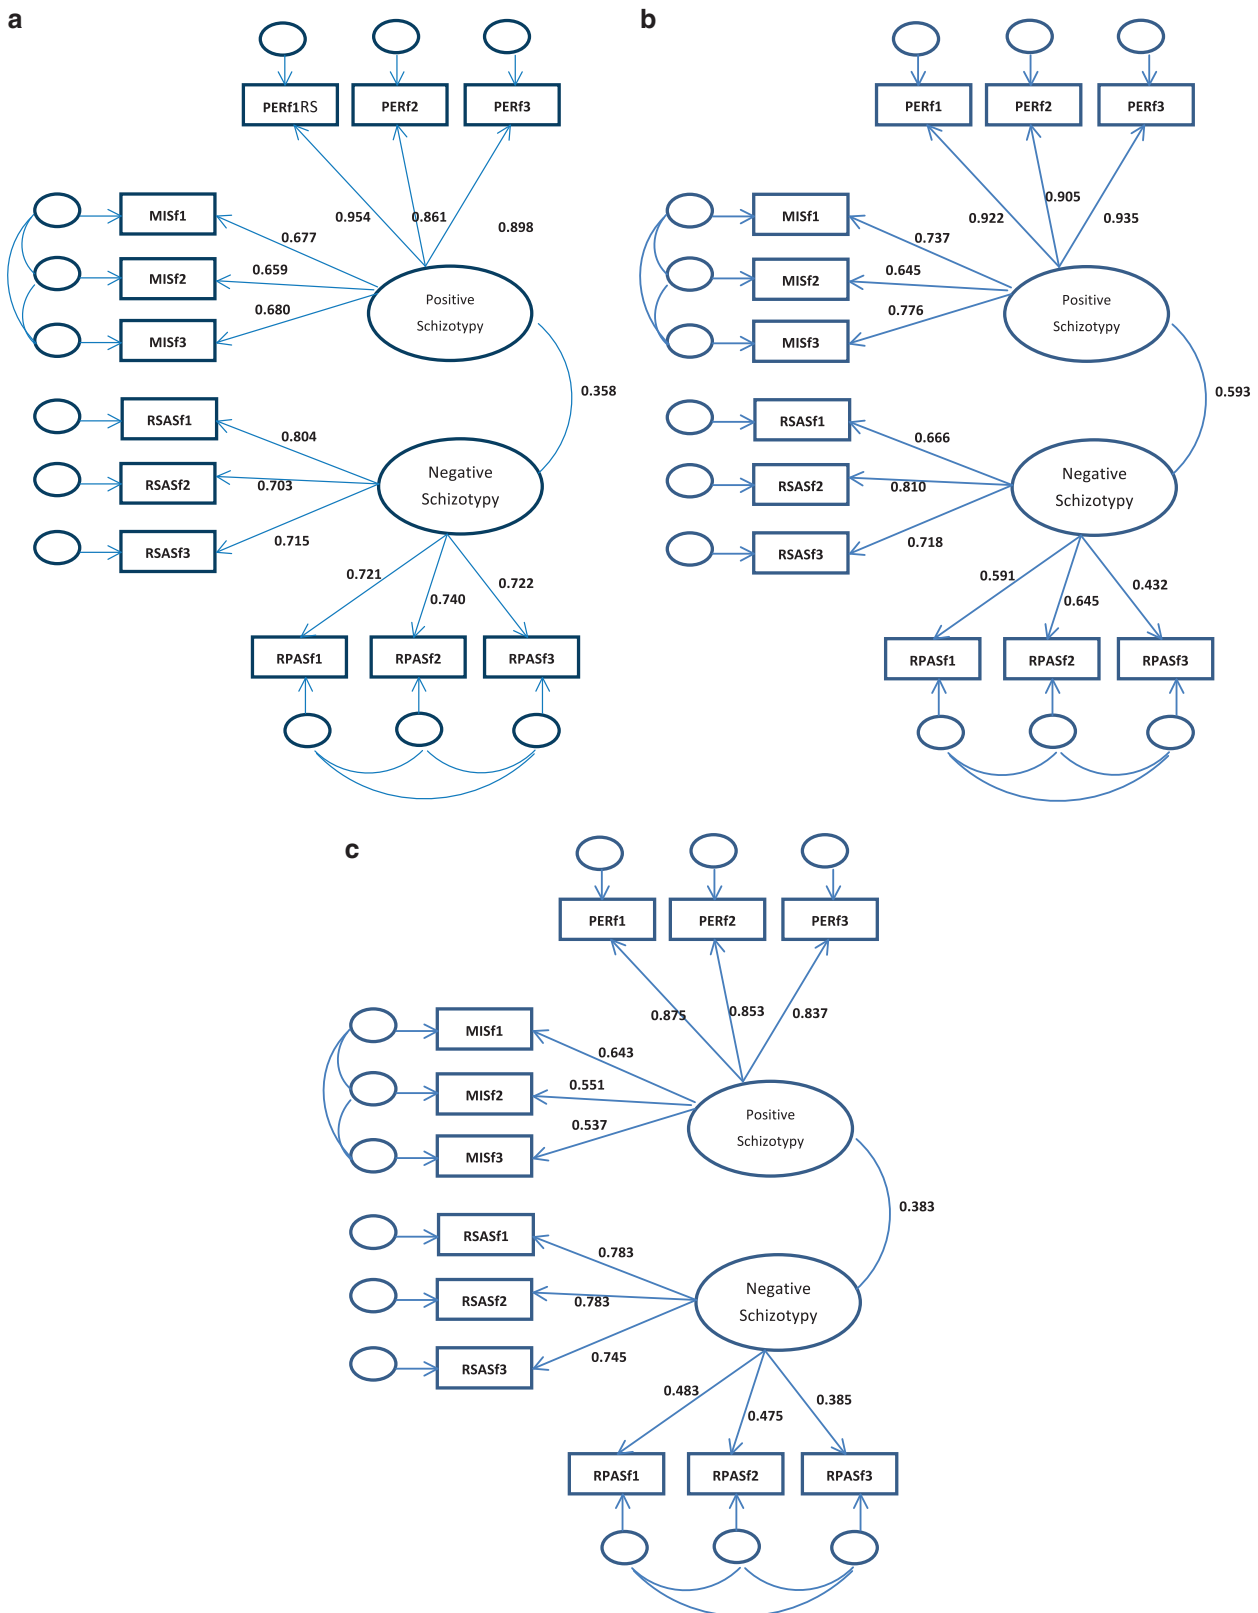 a
PERf1RS
PERf2
PERf3
0.954
0.861
0.898
MISf1
MISf2
MISf3
0.677
0.659
0.680
Positive
Schizotypy
0.358
RSASf1
RSASf2
RSASf3
0.804
0.703
0.715
Negative
Schizotypy
0.721
0.740
0.722
RPASf1
RPASf2
RPASf3
b
PERf1
PERf2
PERf3
0.922
0.905
0.935
MISf1
MISf2
MISf3
0.737
0.645
0.776
Positive
Schizotypy
0.593
RSASf1
RSASf2
RSASf3
0.666
0.810
0.718
Negative
Schizotypy
0.591
0.645
0.432
RPASf1
RPASf2
RPASf3
c
PERf1
PERf2
PERf3
0.875
0.853
0.837
MISf1
MISf2
MISf3
0.643
0.551
0.537
Positive
Schizotypy
0.383
RSASf1
RSASf2
RSASf3
0.783
0.783
0.745
Negative
Schizotypy
0.483
0.475
0.385
RPASf1
RPASf2
RPASf3